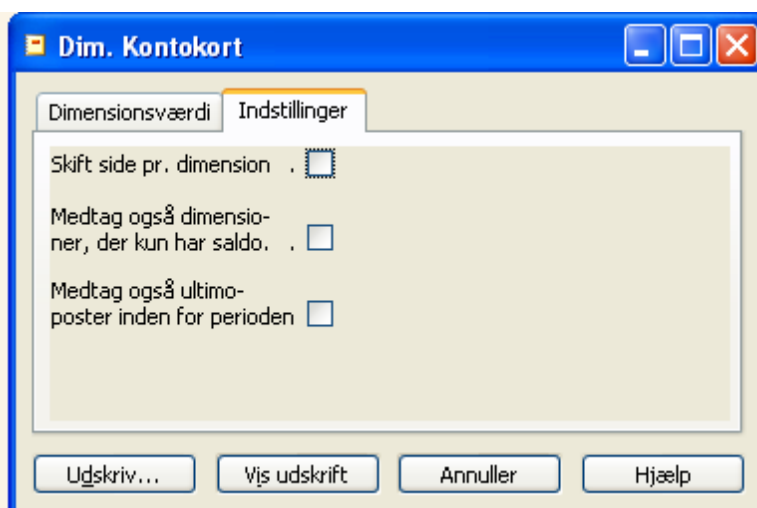 Dim. Kontokort
Dimensionsværdi Indstillinger
Skift side pr. dimension .
Medtag også dimensio-
ner, der kun har saldo. .
Medtag også ultimo-
poster inden for perioden
Udskriv... Vis udskrift Annuller Hjælp